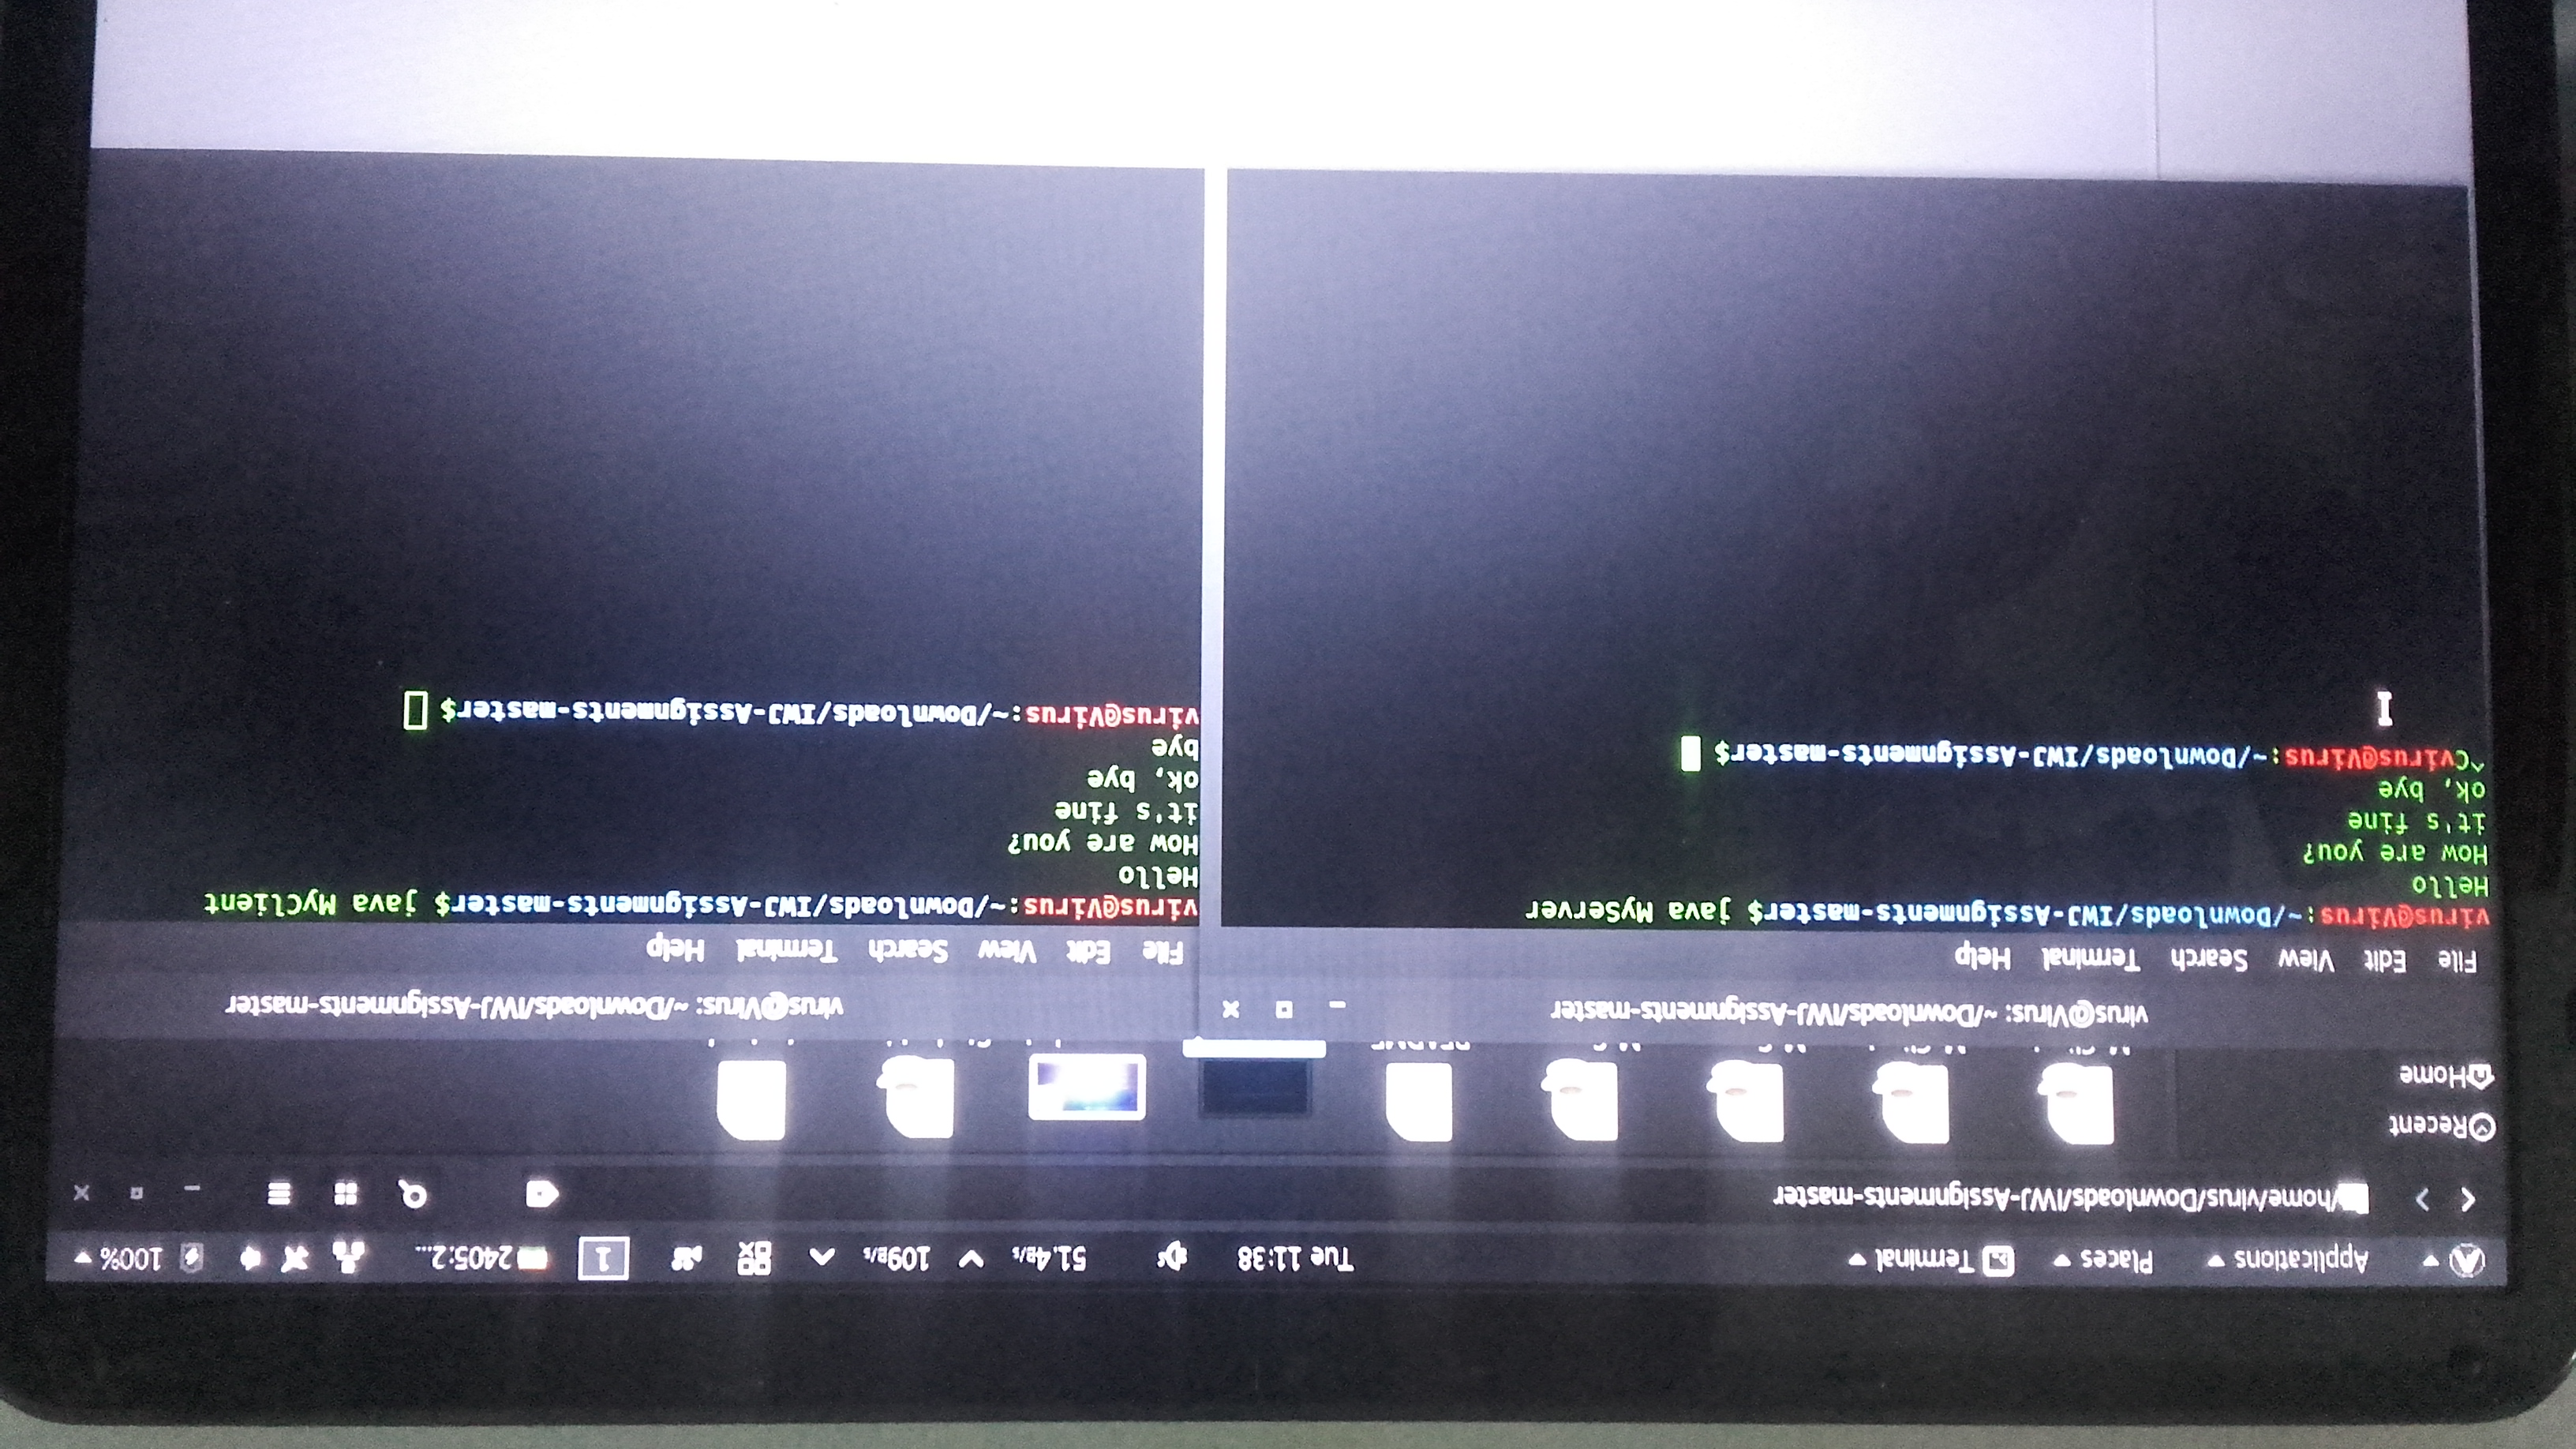 Applications Places Terminal Tue 11:38 51.4B/s 109B/s 1 2405:2... 100%
/home/virus/Downloads/IWJ-Assignments-master
Recent
Home
README
virus@Virus: ~/Downloads/IWJ-Assignments-master
File Edit View Search Terminal Help
virus@Virus:~/Downloads/IWJ-Assignments-master$ java MyServer
Hello
How are you?
it's fine
ok, bye
^Cvirus@Virus:~/Downloads/IWJ-Assignments-master$
virus@Virus: ~/Downloads/IWJ-Assignments-master
File Edit View Search Terminal Help
virus@Virus:~/Downloads/IWJ-Assignments-master$ java MyClient
Hello
How are you?
it's fine
ok, bye
bye
virus@Virus:~/Downloads/IWJ-Assignments-master$